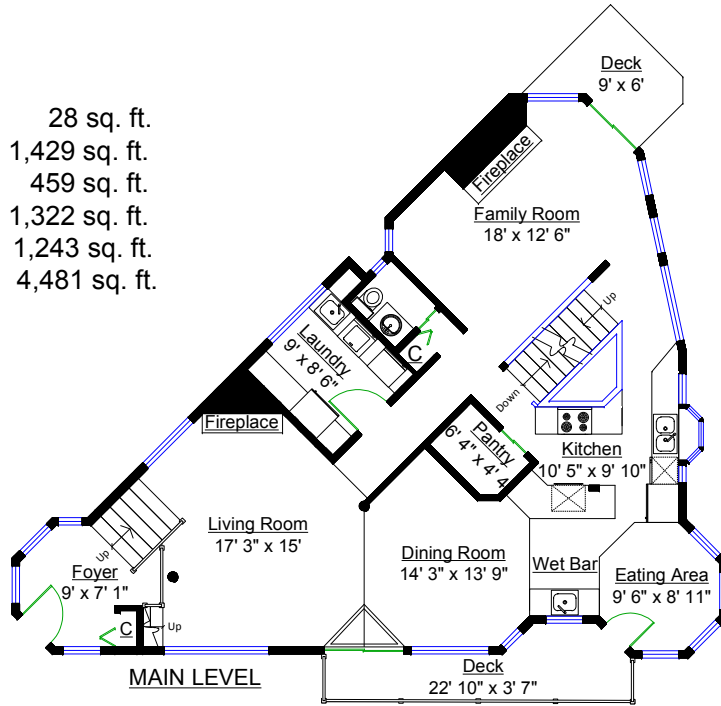 28 sq. ft.
1,429 sq. ft.
459 sq. ft.
1,322 sq. ft.
1,243 sq. ft.
4,481 sq. ft.
Deck
9' x 6'
Fireplace
Family Room
18' x 12' 6"
Up
Laundry
9' x 8' 6"
C
Down
Fireplace
Pantry
6' 4" x 4' 4
Kitchen
10' 5" x 9' 10"
Living Room
17' 3" x 15'
Up
Foyer
9' x 7' 1"
Dining Room
14' 3" x 13' 9"
Wet Bar
Eating Area
9' 6" x 8' 11"
C
Up
MAIN LEVEL
Deck
22' 10" x 3' 7"